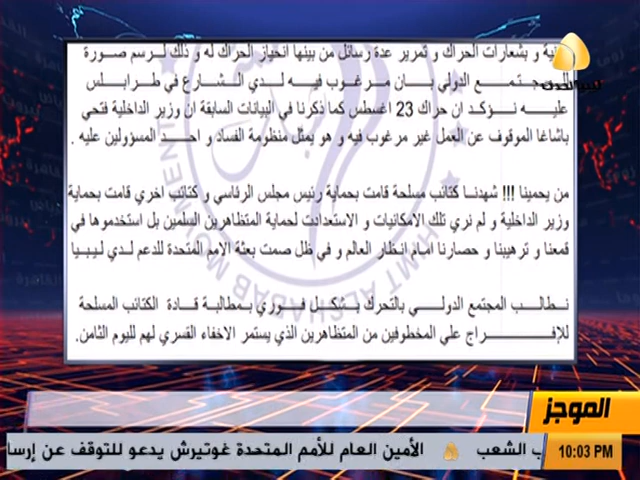 و بشعارات الحراك و تمرير عدة رسائل من بينها انحياز الحراك له و ذلك لرسم صورة
الدولي بان مرغوب فيه لدي الشارع في طرابلس
عليه نؤكد ان حراك 23 اغسطس كما ذكرنا في البيانات السابقة ان وزير الداخلية فتحي
باشاغا الموقوف عن العمل غير مرغوب فيه و هو يمثل منظومة الفساد و احد المسؤولين عليه .
من يحمينا !!! شهدنا كتائب مسلحة قامت بحماية رئيس مجلس الرئاسي و كتائب اخري قامت بحماية
وزير الداخلية و لم نري تلك الامكانيات و الاستعدادت لحماية المتظاهرين السلمين بل استخدموها في
قمعنا و ترهيبنا و حصارنا امام انظار العالم و في ظل صمت بعثة الامم المتحدة للدعم لدي ليبيا
نطالب المجتمع الدولي بالتحرك بشكل فوري بمطالبة قادة الكتائب المسلحة
للإفراج علي المخطوفين من المتظاهرين الذي يستمر الاخفاء القسري لهم لليوم الثامن.
HMT ALSHABAB MOVEMENT
الموجز
ب الشعب الأمين العام للأمم المتحدة غوتيرش يدعو للتوقف عن إرسا
10:03 PM